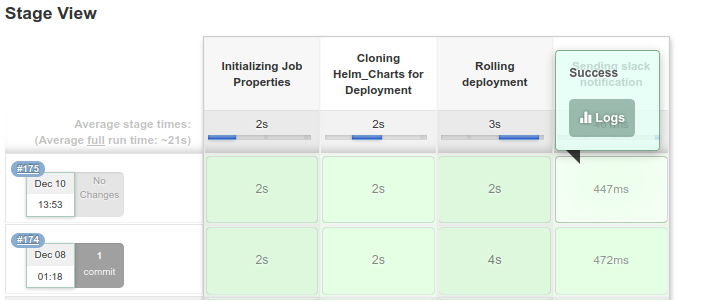 Stage View
Initializing Job
Properties
Cloning
Helm_Charts for
Deployment
Rolling
deployment
Sending slack
notification
Success
Logs
Average stage times:
(Average full run time: ~21s)
2s
2s
3s
#175
Dec 10
13:53
No
Changes
2s
2s
2s
447ms
#174
Dec 08
01:18
1
commit
2s
2s
4s
472ms